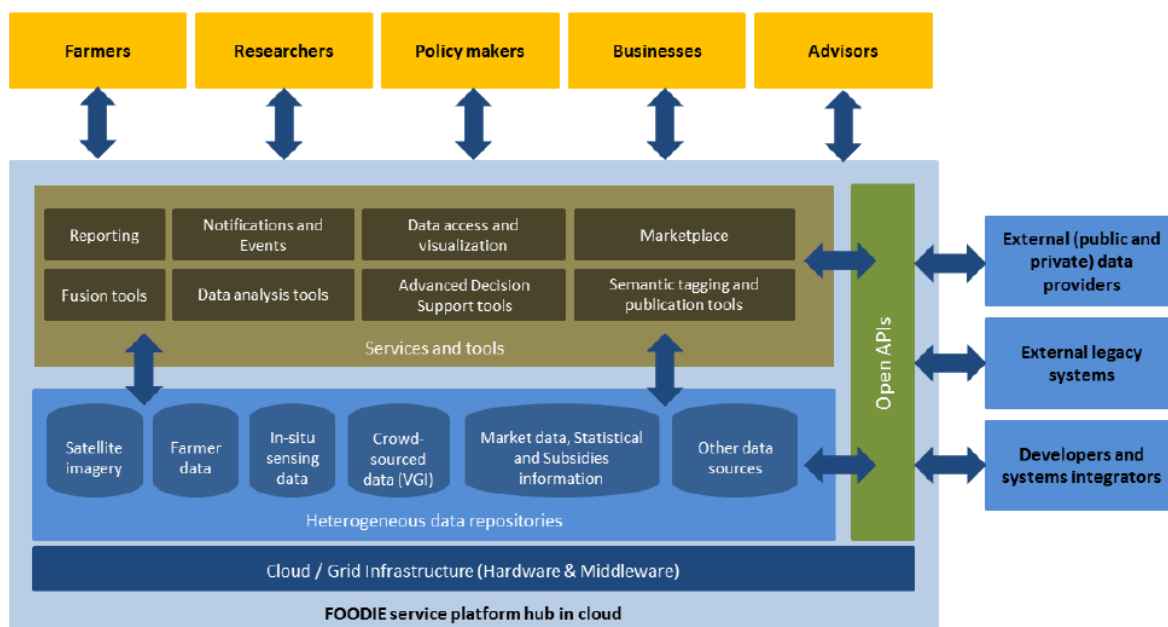 Farmers
Researchers
Policy makers
Businesses
Advisors
Reporting
Notifications and
Events
Data access and
visualization
Marketplace
Fusion tools
Data analysis tools
Advanced Decision
Support tools
Semantic tagging and
publication tools
Services and tools
Satellite
imagery
Farmer
data
In-situ
sensing
data
Crowd-
sourced
data (VGI)
Market data, Statistical
and Subsidies
information
Other data
sources
Heterogeneous data repositories
Open APIs
External (public and
private) data
providers
External legacy
systems
Developers and
systems integrators
Cloud / Grid Infrastructure (Hardware & Middleware)
FOODIE service platform hub in cloud